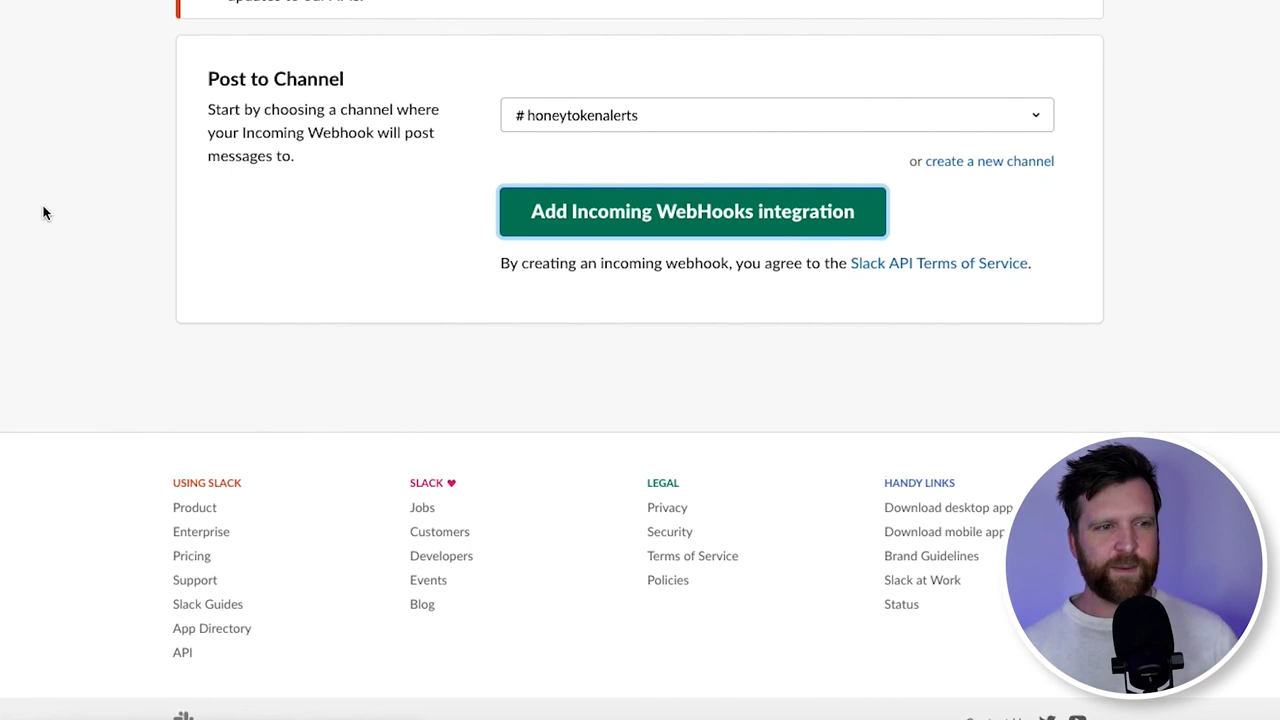 Post to Channel
Start by choosing a channel where
your Incoming Webhook will post
messages to.
# honeytokenalerts
or create a new channel
Add Incoming WebHooks integration
By creating an incoming webhook, you agree to the Slack API Terms of Service.
USING SLACK
Product
Enterprise
Pricing
Support
Slack Guides
App Directory
API
SLACK
Jobs
Customers
Developers
Events
Blog
LEGAL
Privacy
Security
Terms of Service
Policies
HANDY LINKS
Download desktop app
Download mobile app
Brand Guidelines
Slack at Work
Status